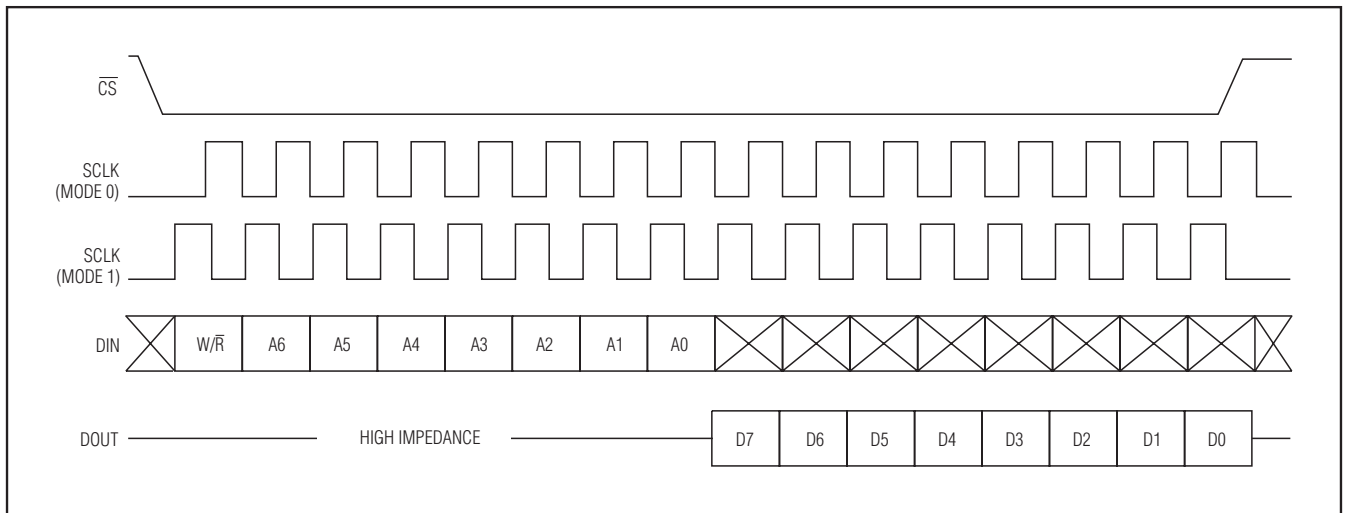 C̅S̅
SCLK
(MODE 0)
SCLK
(MODE 1)
DIN W/R̅ A6 A5 A4 A3 A2 A1 A0
DOUT HIGH IMPEDANCE D7 D6 D5 D4 D3 D2 D1 D0